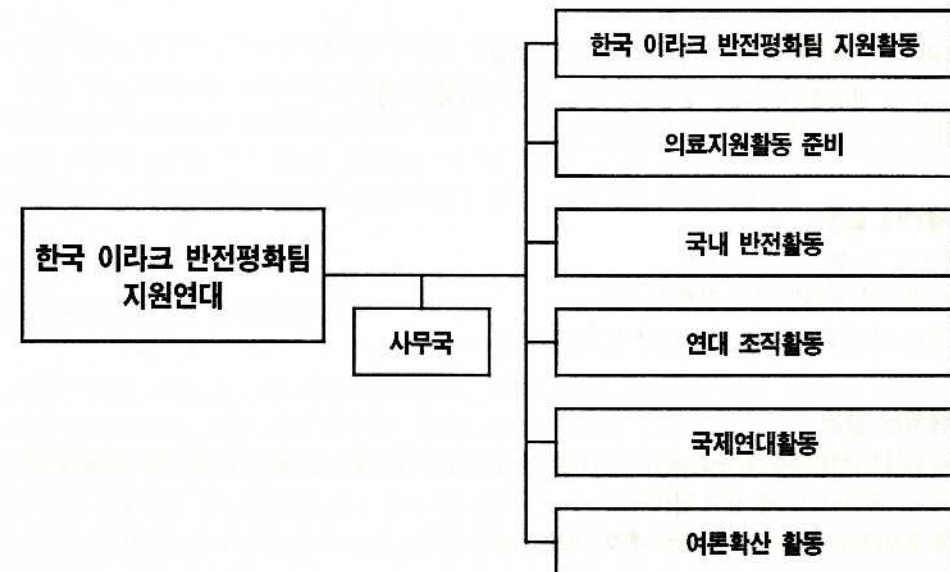 한국 이라크 반전평화팀
지원연대
사무국
한국 이라크 반전평화팀 지원활동
의료지원활동 준비
국내 반전활동
연대 조직활동
국제연대활동
여론확산 활동